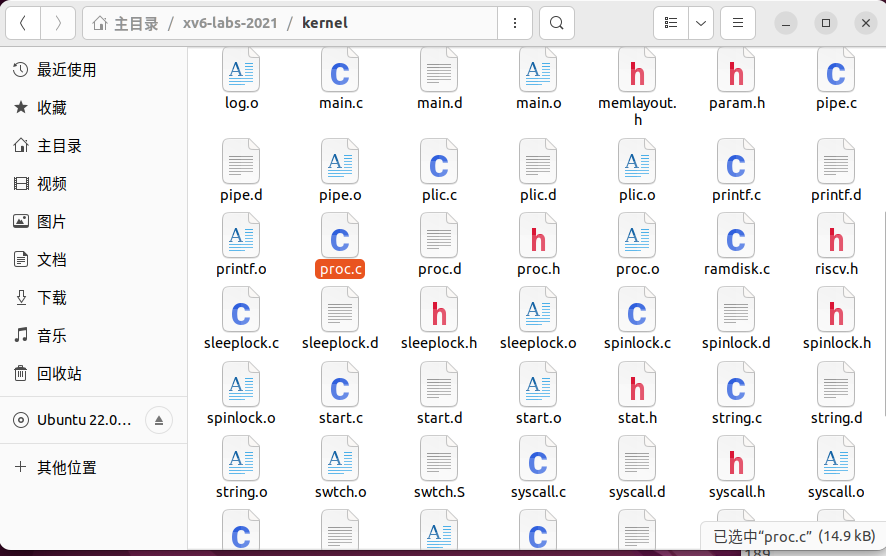 主目录 / xv6-labs-2021 / kernel
最近使用
收藏
主目录
视频
图片
文档
下载
音乐
回收站
Ubuntu 22.0…
其他位置
log.o main.c main.d main.o memlayout. param.h pipe.c
h
pipe.d pipe.o plic.c plic.d plic.o printf.c printf.d
printf.o proc.c proc.d proc.h proc.o ramdisk.c riscv.h
sleeplock.c sleeplock.d sleeplock.h sleeplock.o spinlock.c spinlock.d spinlock.h
spinlock.o start.c start.d start.o stat.h string.c string.d
string.o swtch.o swtch.S syscall.c syscall.d syscall.h syscall.o
已选中“proc.c” (14.9 kB)
189